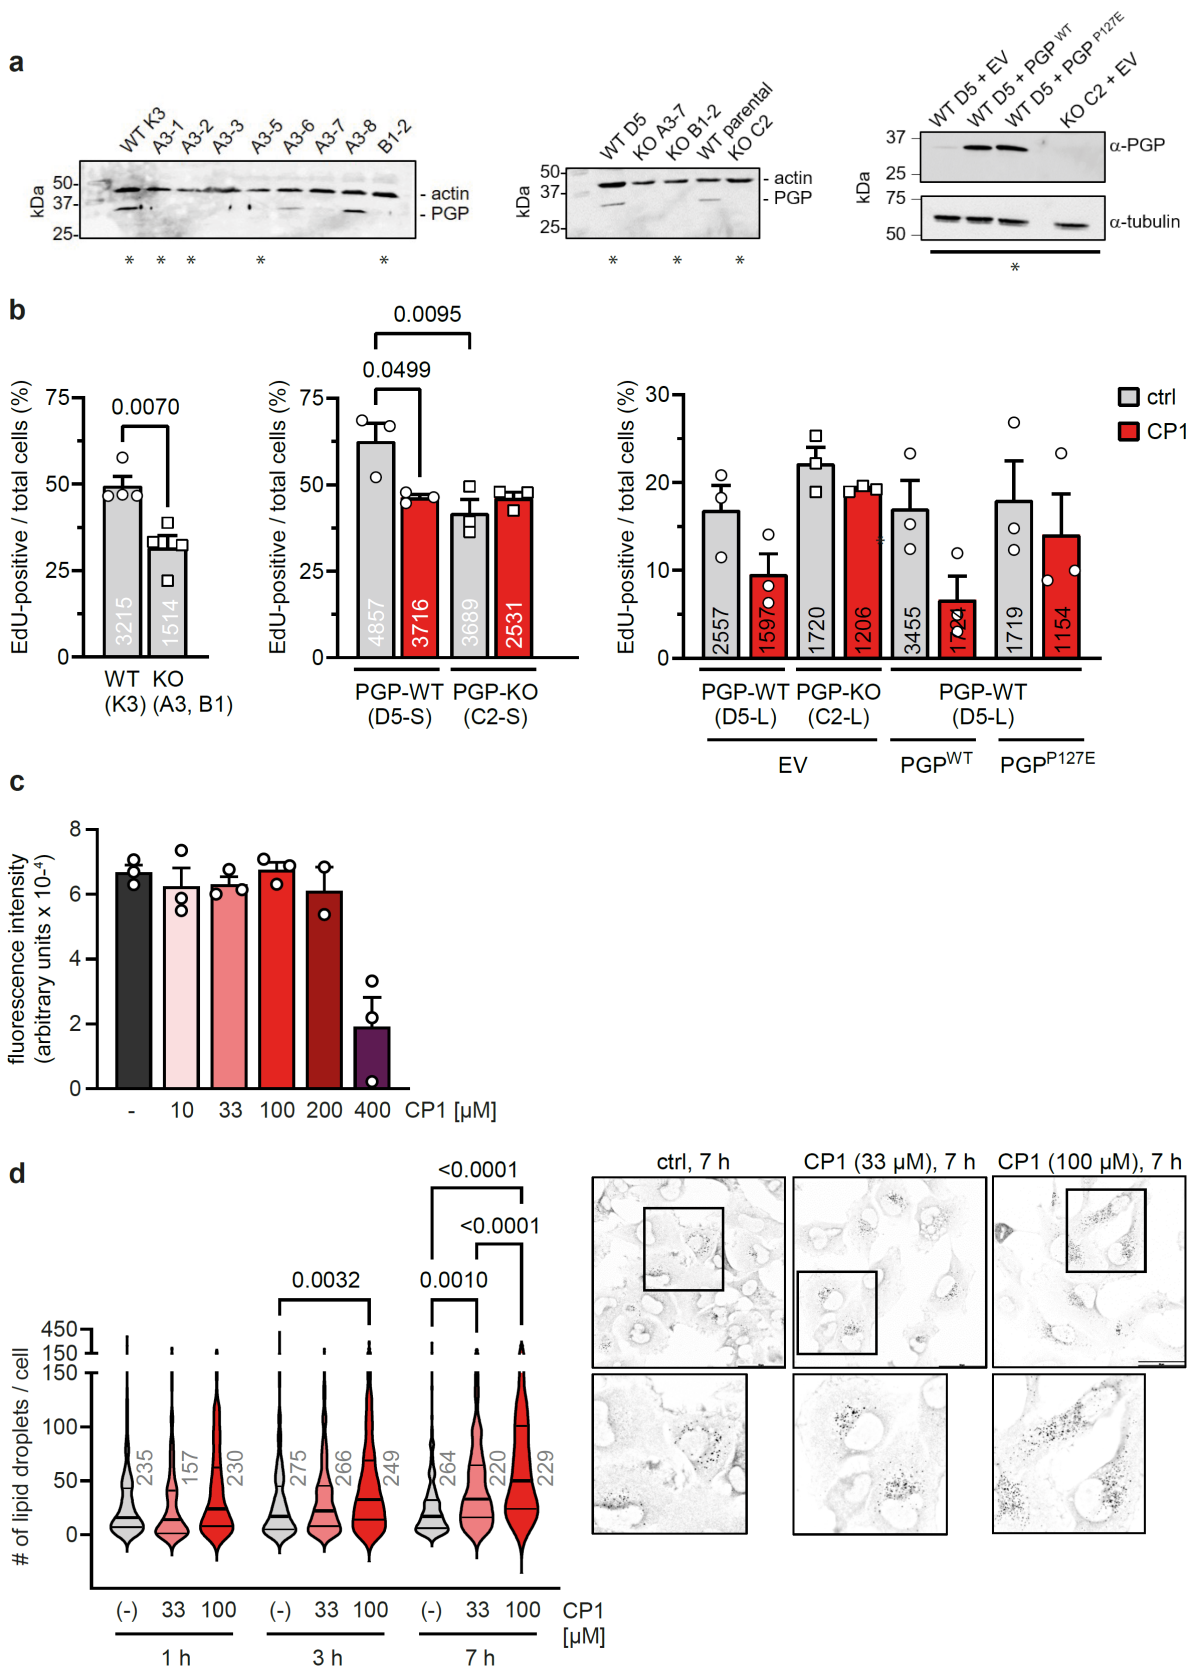 a
WT K3
A3-1
A3-2
A3-3
A3-5
A3-6
A3-7
A3-8
B1-2
kDa
50-
37-
25-
- actin
- PGP
* * * * *
WT D5
KO A3-7
KO B1-2
WT parental
KO C2
kDa
50-
37-
25-
- actin
- PGP
* * *
WT D5 + EV
WT D5 + PGP WT
WT D5 + PGP P127E
KO C2 + EV
kDa
37
25
75
50
α-PGP
α-tubulin
*
b
EdU-positive / total cells (%)
75
50
25
0
0.0070
3215
1514
WT KO
(K3) (A3, B1)
EdU-positive / total cells (%)
75
50
25
0
0.0095
0.0499
4857
3716
3689
2531
PGP-WT PGP-KO
(D5-S) (C2-S)
EdU-positive / total cells (%)
30
20
10
0
*
2557
1597
1720
1206
3455
1724
1719
1154
PGP-WT PGP-KO PGP-WT
(D5-L) (C2-L) (D5-L)
EV PGPWT PGPP127E
ctrl
CP1
c
fluorescence intensity
(arbitrary units x 10-4)
8
6
4
2
0
- 10 33 100 200 400 CP1 [µM]
d
# of lipid droplets / cell
450
150
150
100
50
0
<0.0001
<0.0001
0.0032
0.0010
235
157
230
275
266
249
264
220
229
(-) 33 100 (-) 33 100 (-) 33 100 CP1
[µM]
1 h 3 h 7 h
ctrl, 7 h
CP1 (33 µM), 7 h
CP1 (100 µM), 7 h